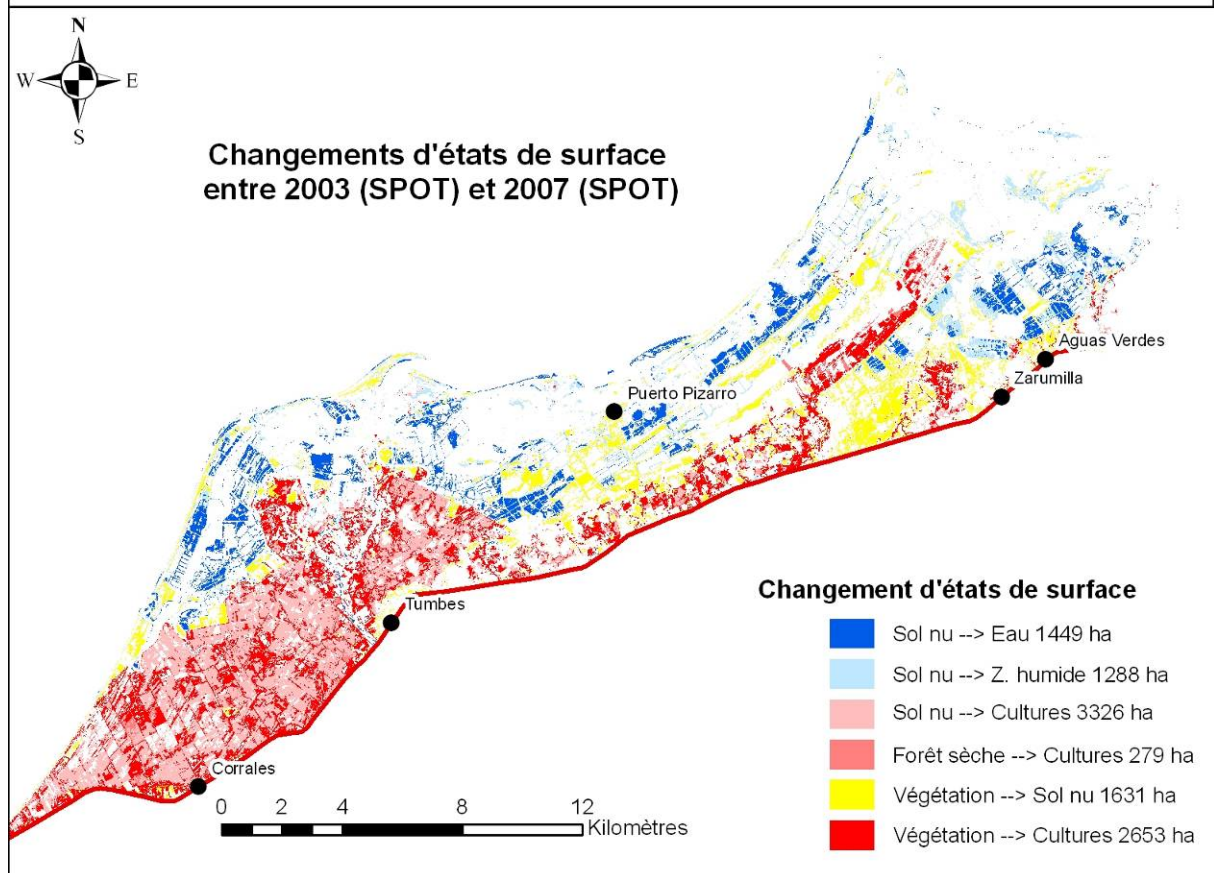 N
W E
S
Changements d'états de surface
entre 2003 (SPOT) et 2007 (SPOT)
Aguas Verdes
Zarumilla
Puerto Pizarro
Tumbes
Corrales
0 2 4 8 12
Kilomètres
Changement d'états de surface
Sol nu --> Eau 1449 ha
Sol nu --> Z. humide 1288 ha
Sol nu --> Cultures 3326 ha
Forêt sèche --> Cultures 279 ha
Végétation --> Sol nu 1631 ha
Végétation --> Cultures 2653 ha